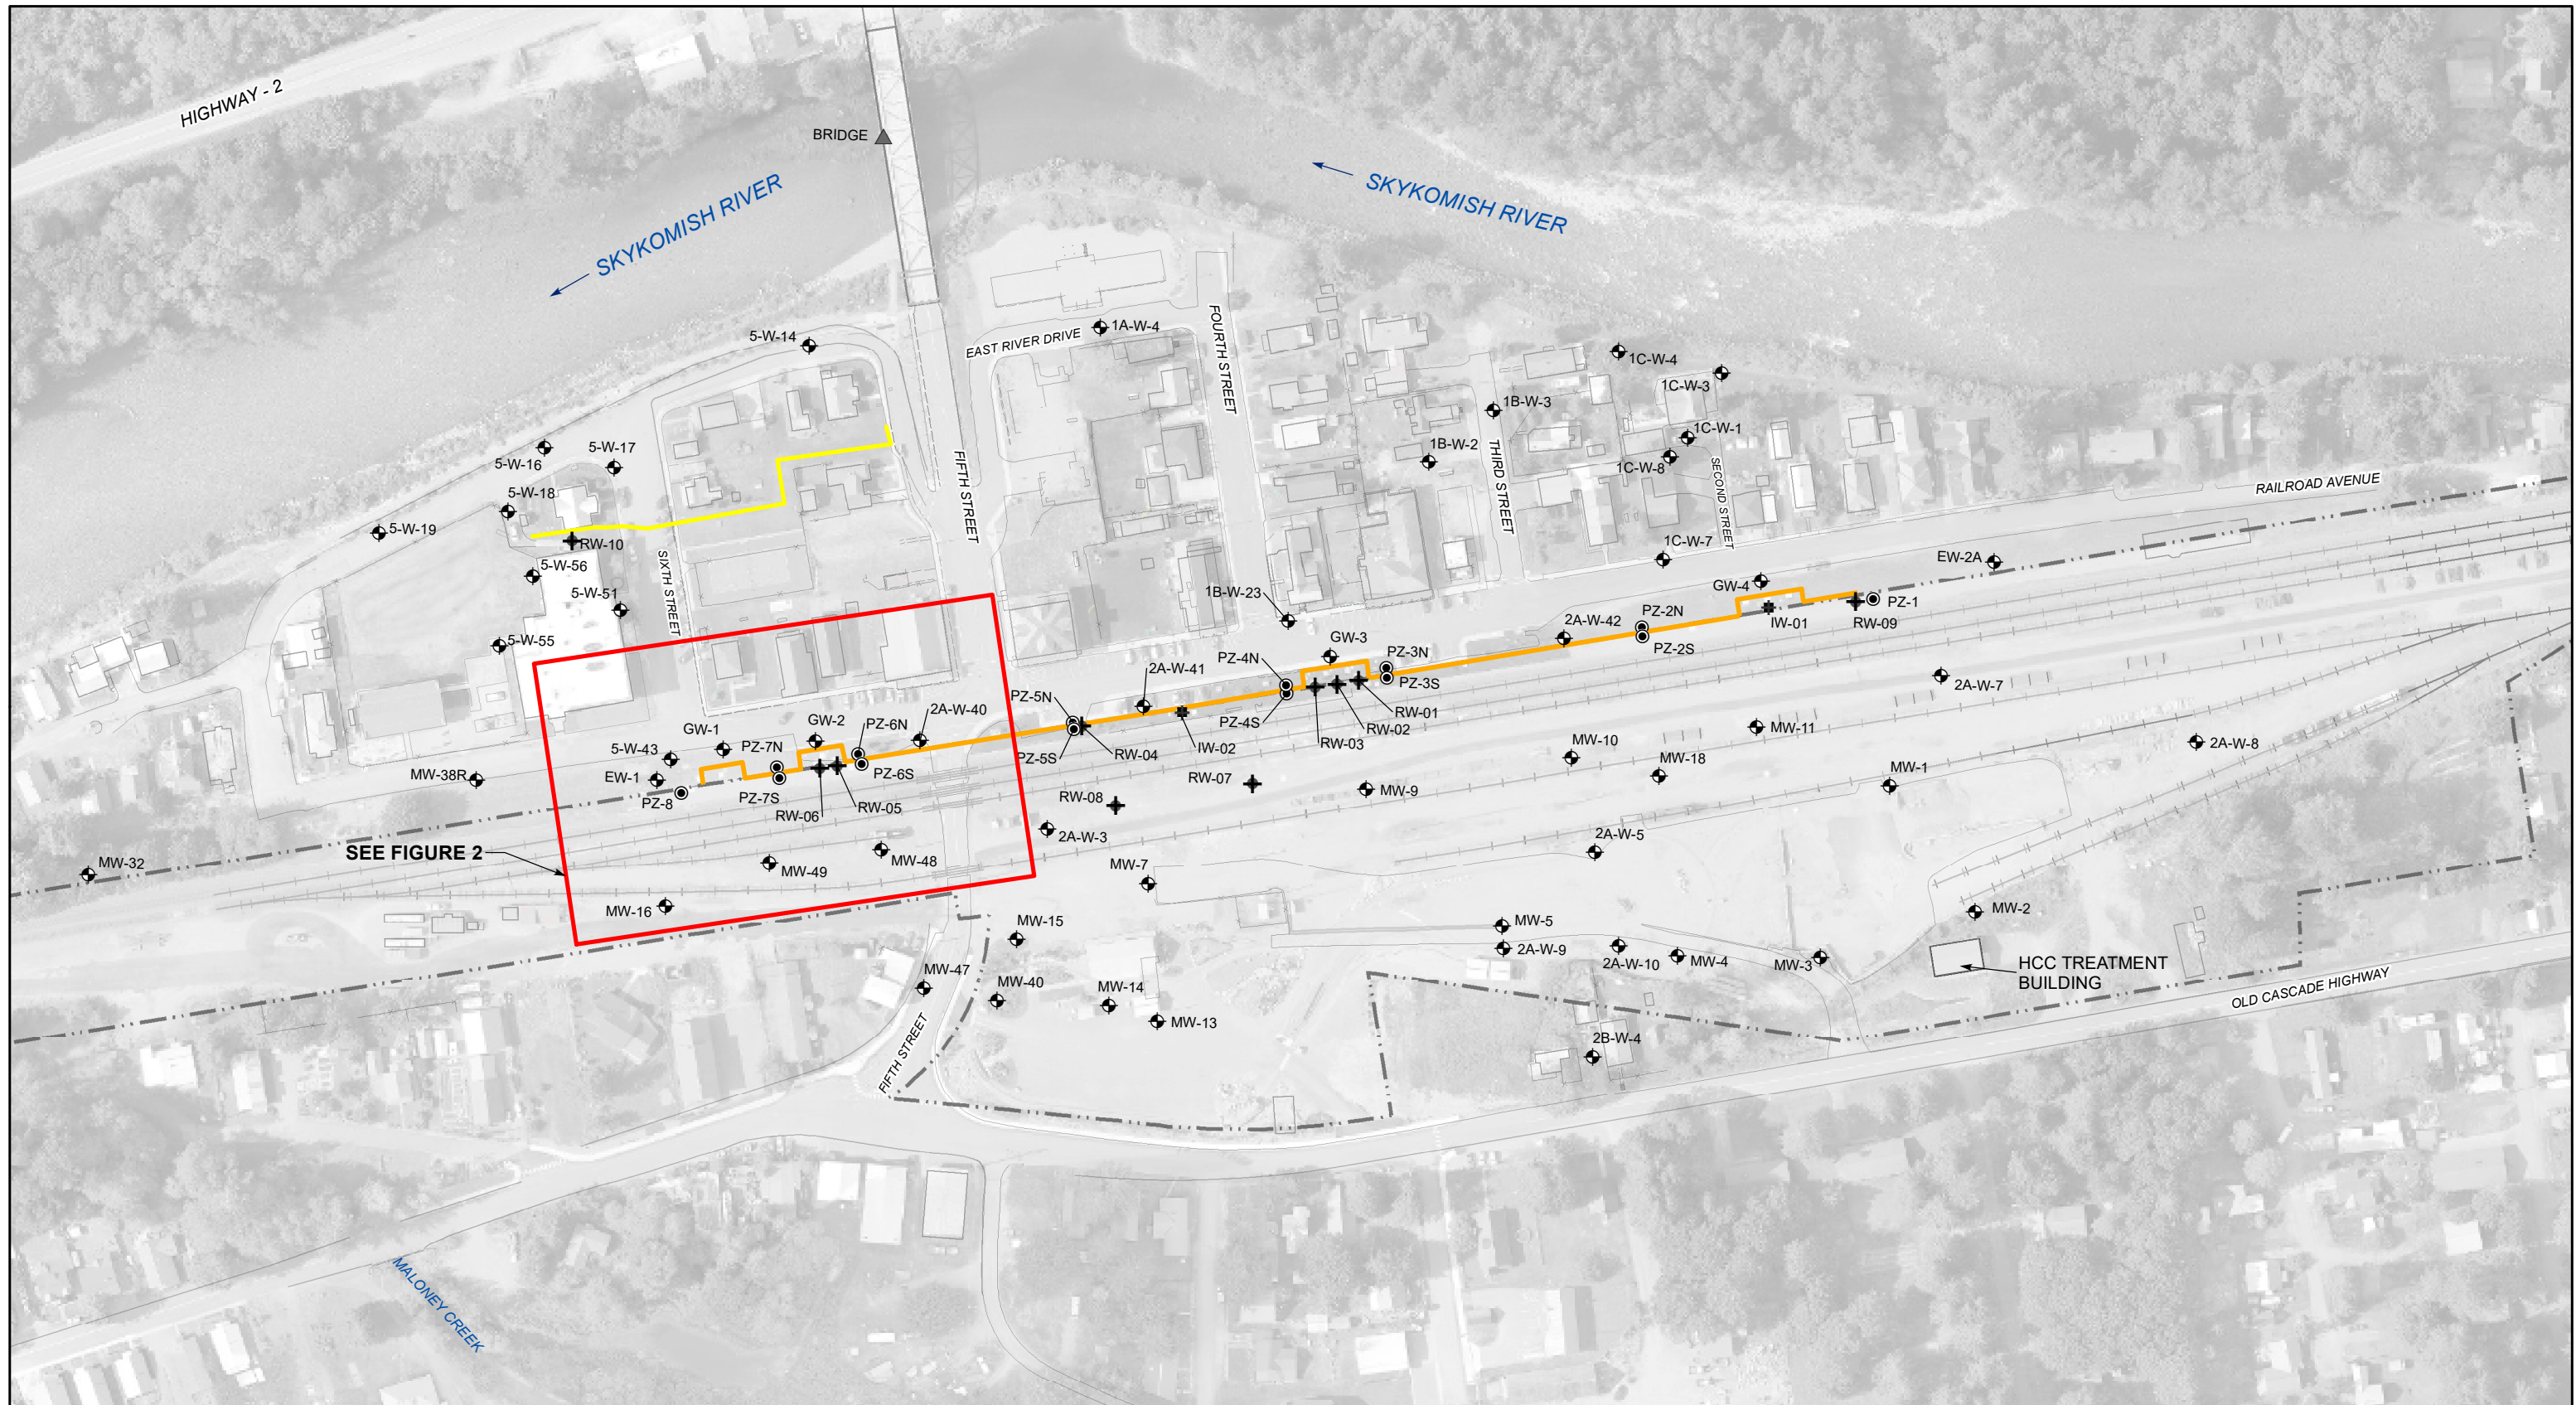 HIGHWAY - 2
BRIDGE
SKYKOMISH RIVER
SKYKOMISH RIVER
5-W-14
EAST RIVER DRIVE
1A-W-4
FOURTH STREET
1C-W-4
1C-W-3
1B-W-3
1C-W-1
1B-W-2
1C-W-8
THIRD STREET
SECOND STREET
5-W-16
5-W-17
5-W-18
5-W-19
FIFTH STREET
RAILROAD AVENUE
RW-10
SIXTH STREET
5-W-56
5-W-51
5-W-55
1C-W-7
EW-2A
GW-4
PZ-1
IW-01
RW-09
1B-W-23
2A-W-42
PZ-2N
PZ-2S
GW-3
PZ-4N
PZ-3N
PZ-3S
2A-W-41
PZ-5N
PZ-4S
RW-01
RW-02
RW-03
2A-W-7
MW-11
2A-W-8
GW-1
GW-2
PZ-6N
2A-W-40
5-W-43
PZ-7N
PZ-5S
RW-04
IW-02
MW-10
MW-18
MW-38R
EW-1
PZ-8
PZ-7S
PZ-6S
RW-05
RW-06
RW-07
RW-08
MW-9
MW-1
2A-W-3
2A-W-5
SEE FIGURE 2
MW-32
MW-49
MW-48
MW-7
MW-16
MW-15
MW-5
2A-W-9
2A-W-10
MW-4
MW-3
MW-2
HCC TREATMENT
BUILDING
MW-47
MW-40
MW-14
MW-13
OLD CASCADE HIGHWAY
FIFTH STREET
2B-W-4
MALONEY CREEK